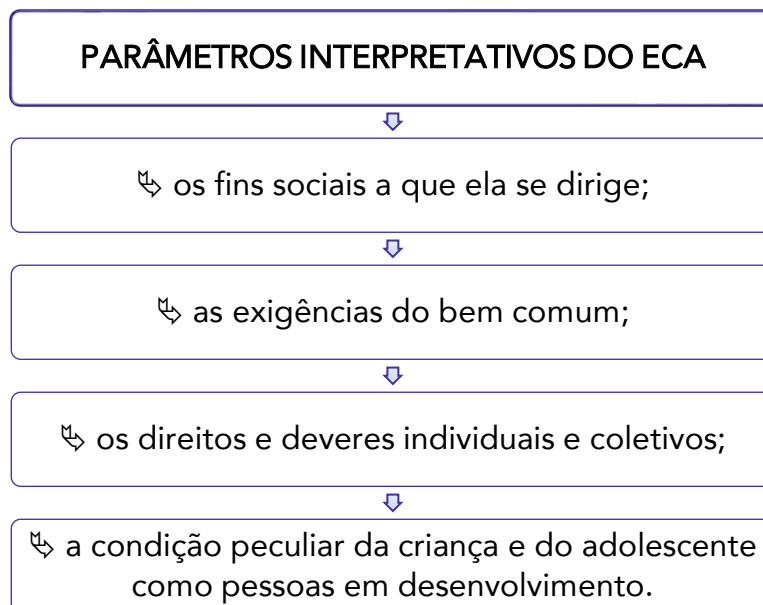 PARÂMETROS INTERPRETATIVOS DO ECA
↳ os fins sociais a que ela se dirige;
↳ as exigências do bem comum;
↳ os direitos e deveres individuais e coletivos;
↳ a condição peculiar da criança e do adolescente
como pessoas em desenvolvimento.